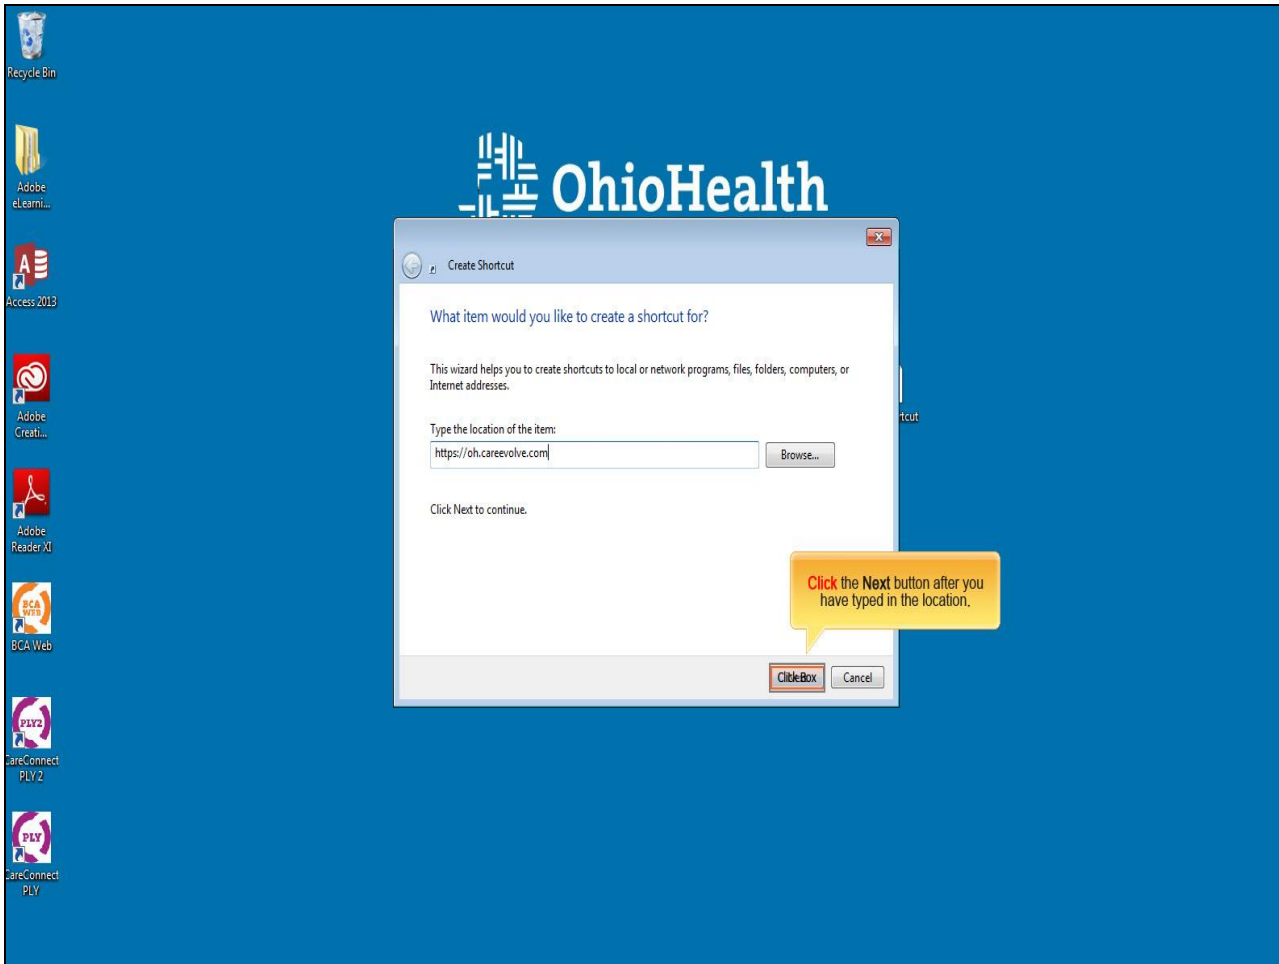 Recycle Bin
Adobe
eLearni...
Access 2013
Adobe
Creati...
Adobe
Reader XI
BCA
WEB
BCA Web
PLY2
CareConnect
PLY 2
PLY
CareConnect
PLY
OhioHealth
Create Shortcut
What item would you like to create a shortcut for?
This wizard helps you to create shortcuts to local or network programs, files, folders, computers, or
Internet addresses.
Type the location of the item:
https://oh.careevolve.com
Browse...
Click Next to continue.
Click the Next button after you
have typed in the location.
Cancel
rtcut